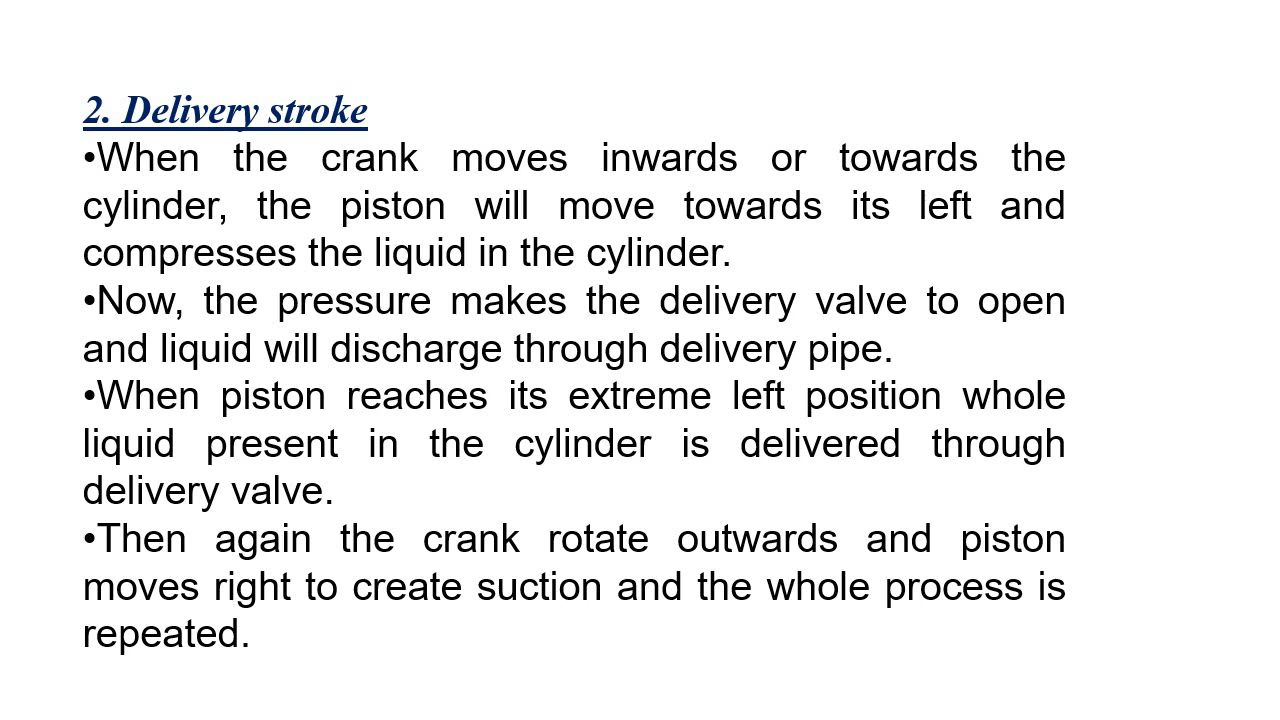 2. Delivery stroke
•When the crank moves inwards or towards the
cylinder, the piston will move towards its left and
compresses the liquid in the cylinder.
•Now, the pressure makes the delivery valve to open
and liquid will discharge through delivery pipe.
•When piston reaches its extreme left position whole
liquid present in the cylinder is delivered through
delivery valve.
•Then again the crank rotate outwards and piston
moves right to create suction and the whole process is
repeated.